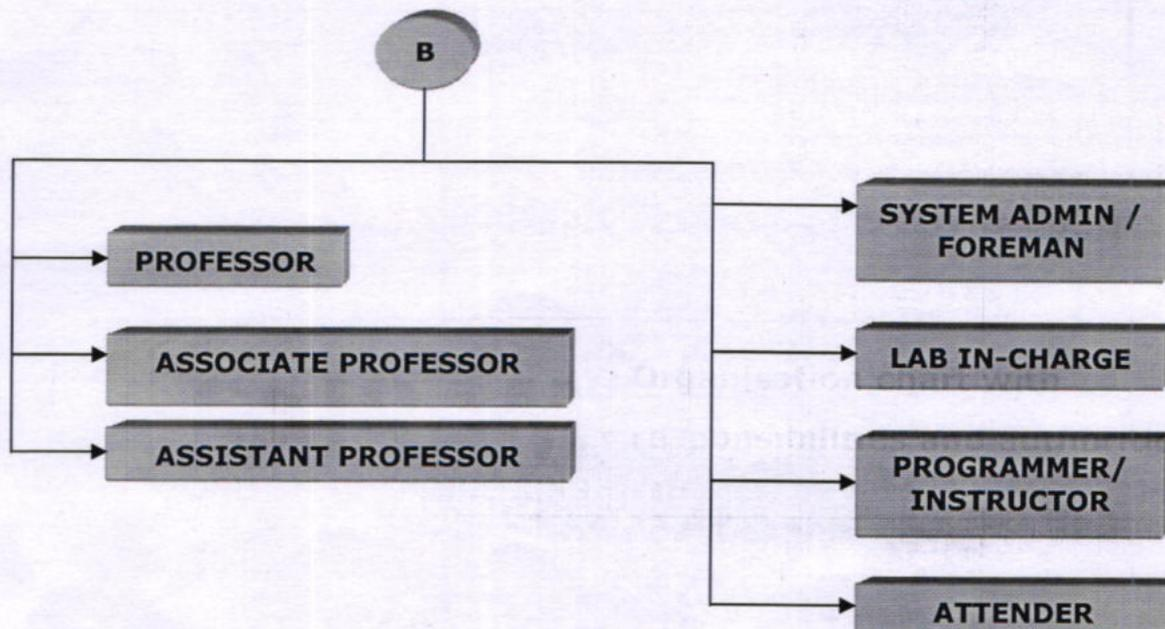 B
PROFESSOR
ASSOCIATE PROFESSOR
ASSISTANT PROFESSOR
SYSTEM ADMIN /
FOREMAN
LAB IN-CHARGE
PROGRAMMER/
INSTRUCTOR
ATTENDER